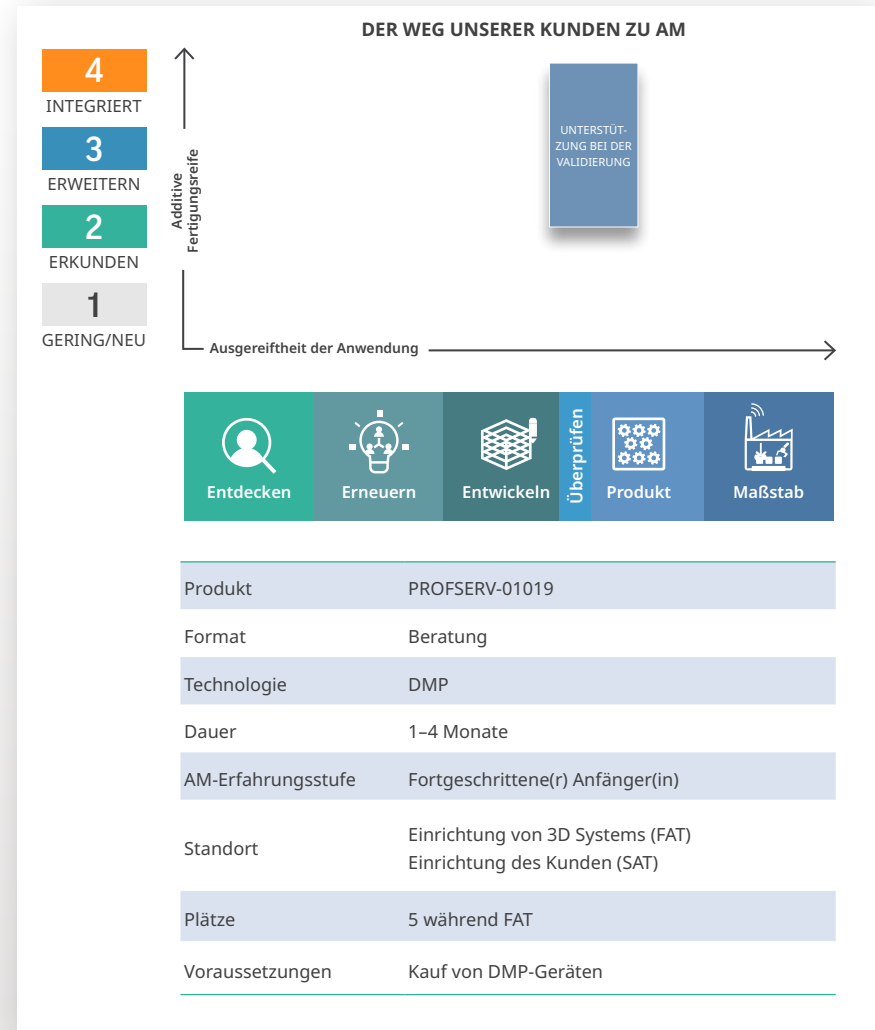 DER WEG UNSERER KUNDEN ZU AM
4
INTEGRIERT
3
ERWEITERN
2
ERKUNDEN
1
GERING/NEU
Additive
Fertigungsreife
UNTERSTÜT-
ZUNG BEI DER
VALIDIERUNG
Ausgereiftheit der Anwendung
Entdecken
Erneuern
Entwickeln
Überprüfen
Produkt
Maßstab
Produkt PROFSERV-01019
Format Beratung
Technologie DMP
Dauer 1–4 Monate
AM-Erfahrungsstufe Fortgeschrittene(r) Anfänger(in)
Standort Einrichtung von 3D Systems (FAT)
Einrichtung des Kunden (SAT)
Plätze 5 während FAT
Voraussetzungen Kauf von DMP-Geräten